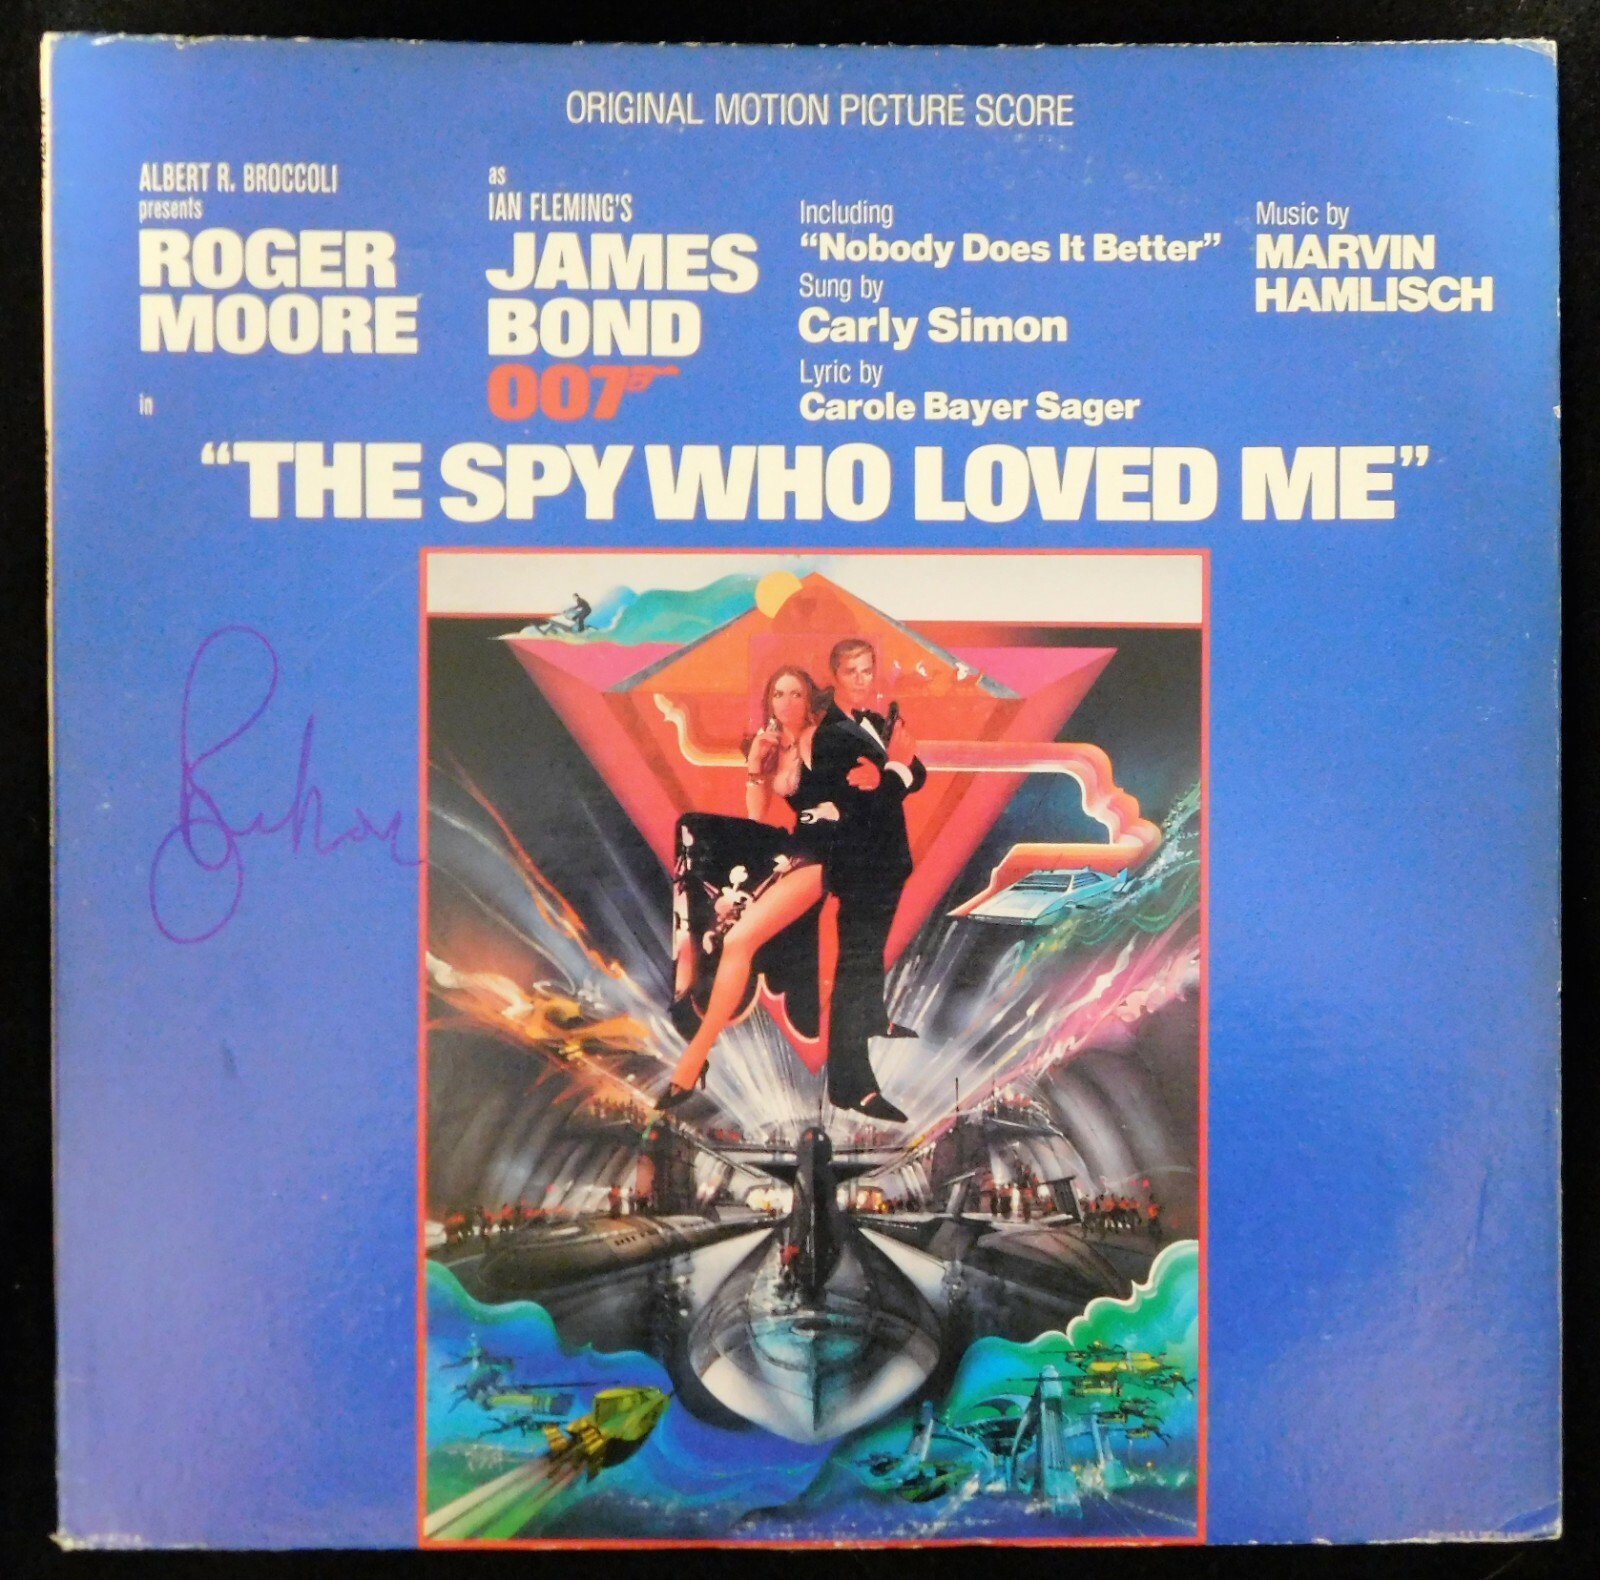 ORIGINAL MOTION PICTURE SCORE
ALBERT R. BROCCOLI
presents
ROGER
MOORE
in
as
IAN FLEMING'S
JAMES
BOND
007
Including
“Nobody Does It Better”
Sung by
Carly Simon
Lyric by
Carole Bayer Sager
Music by
MARVIN
HAMLISCH
“THE SPY WHO LOVED ME”